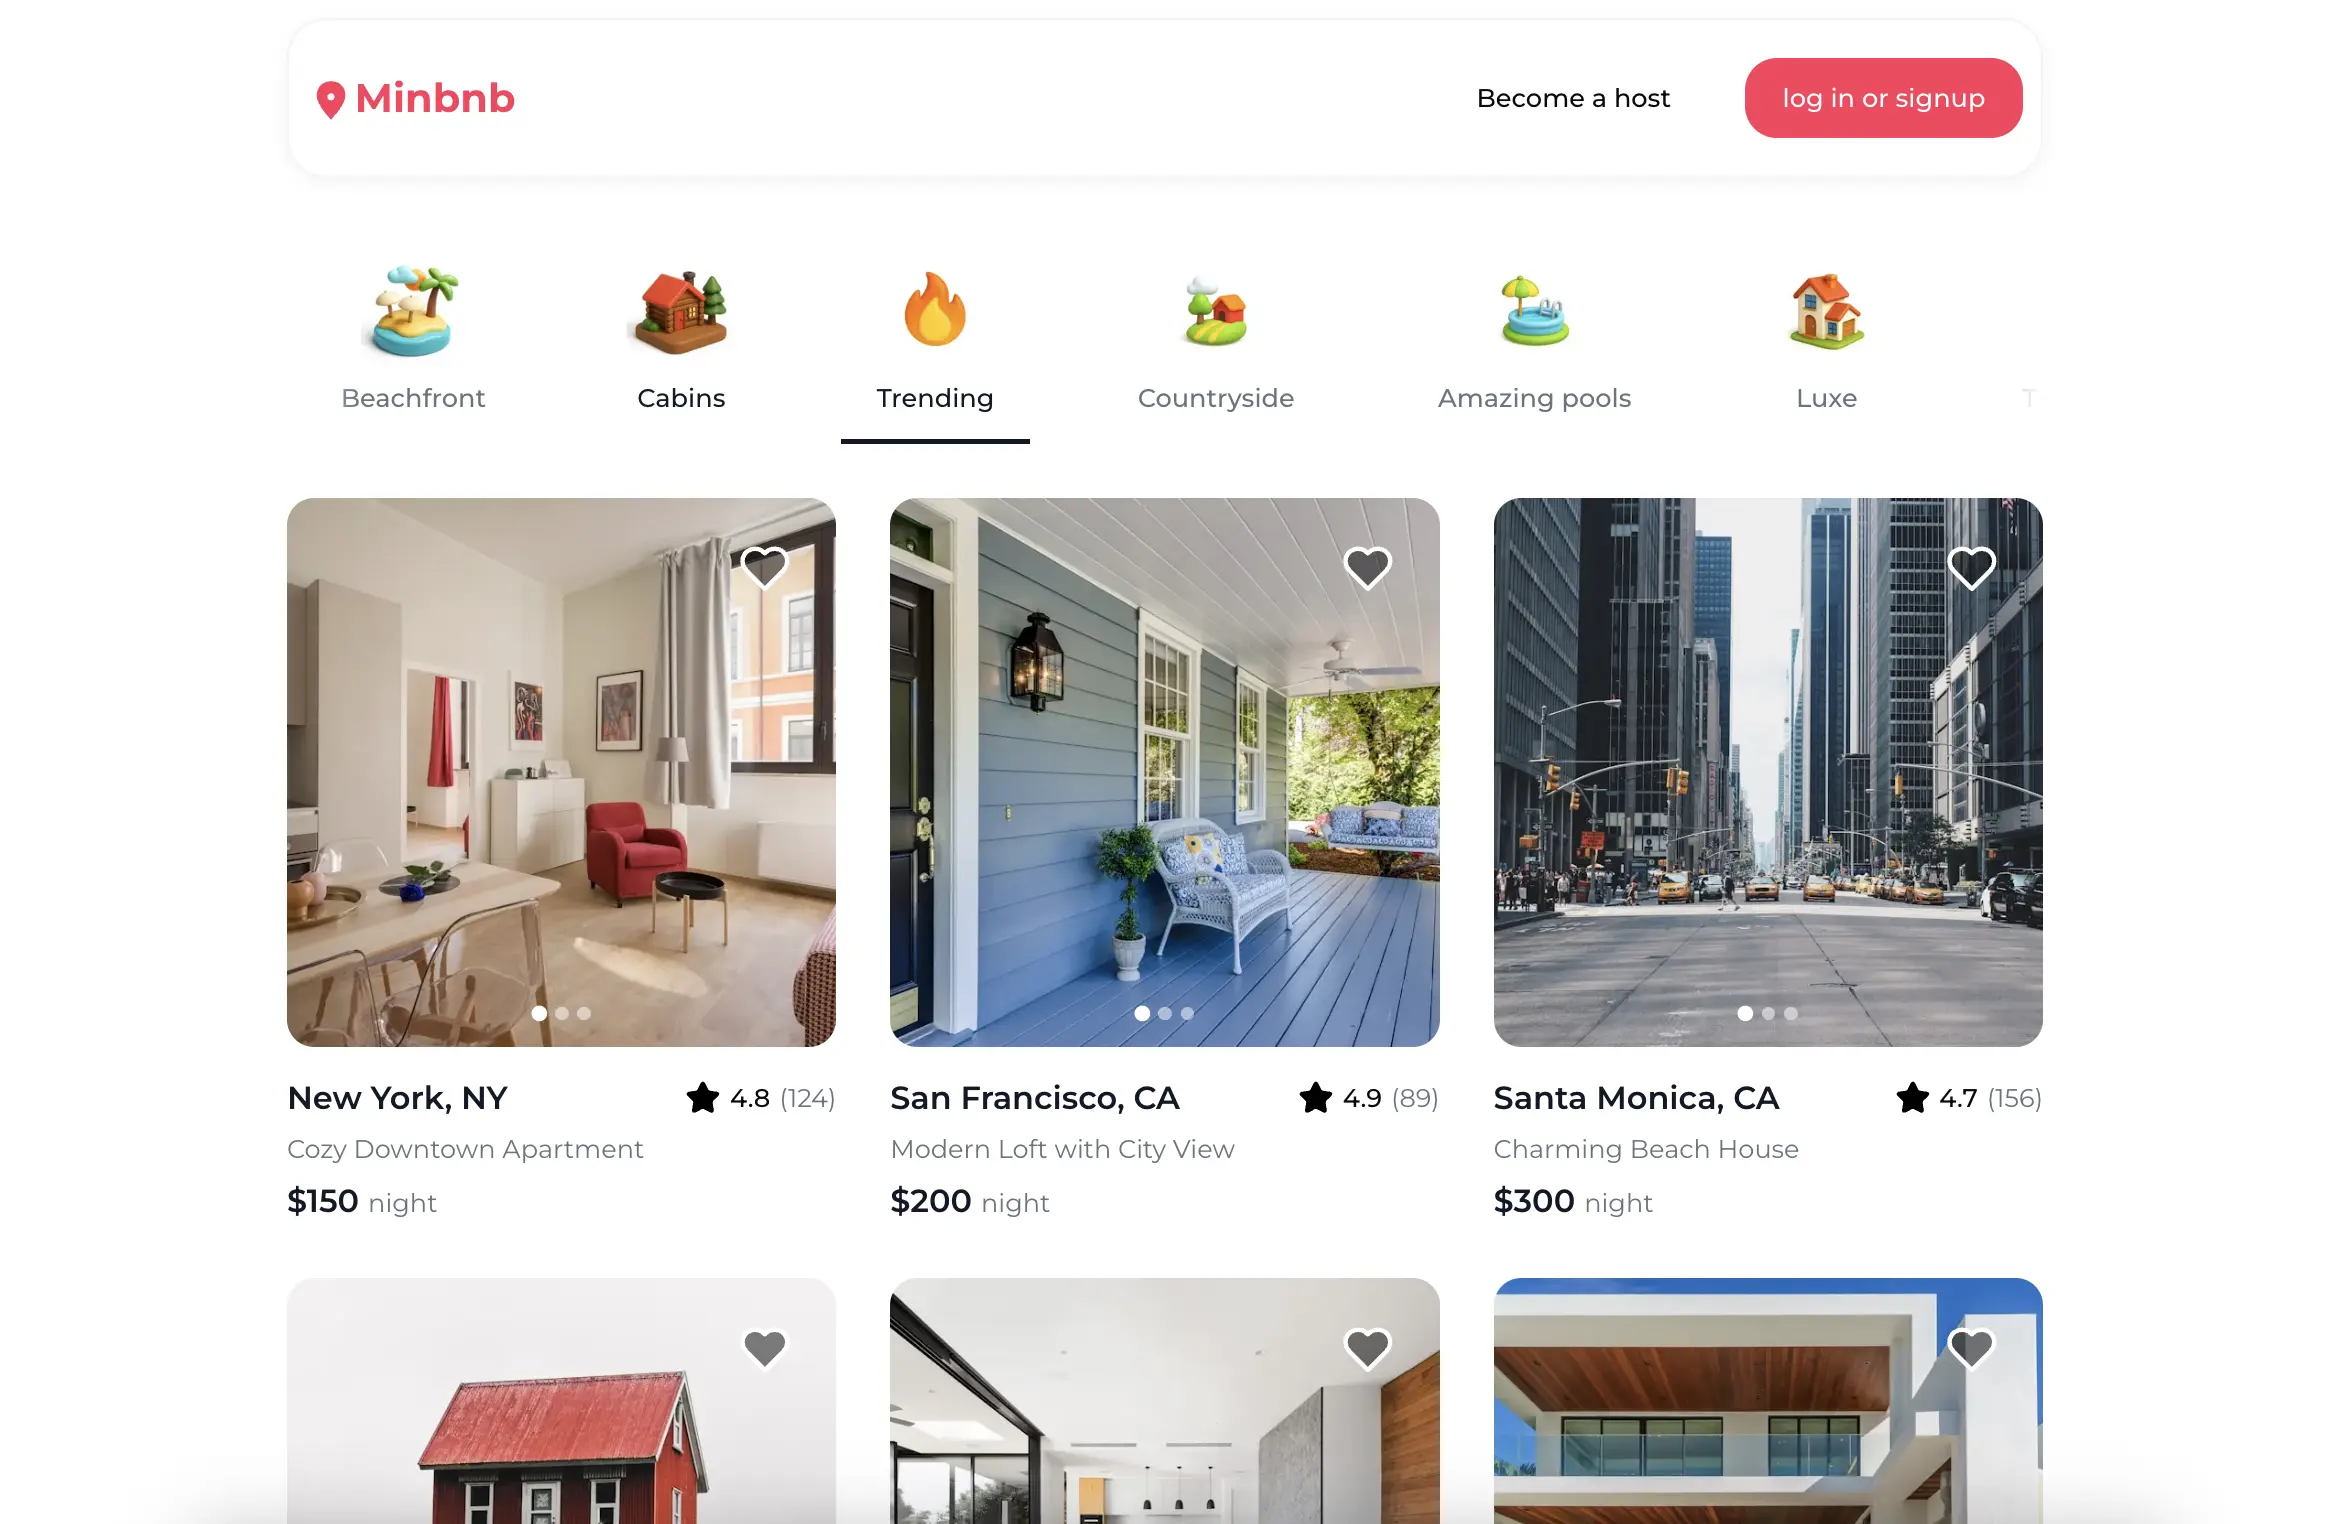 Minbnb
Become a host
log in or signup
Beachfront
Cabins
Trending
Countryside
Amazing pools
Luxe
T
New York, NY
4.8 (124)
Cozy Downtown Apartment
$150 night
San Francisco, CA
4.9 (89)
Modern Loft with City View
$200 night
Santa Monica, CA
4.7 (156)
Charming Beach House
$300 night